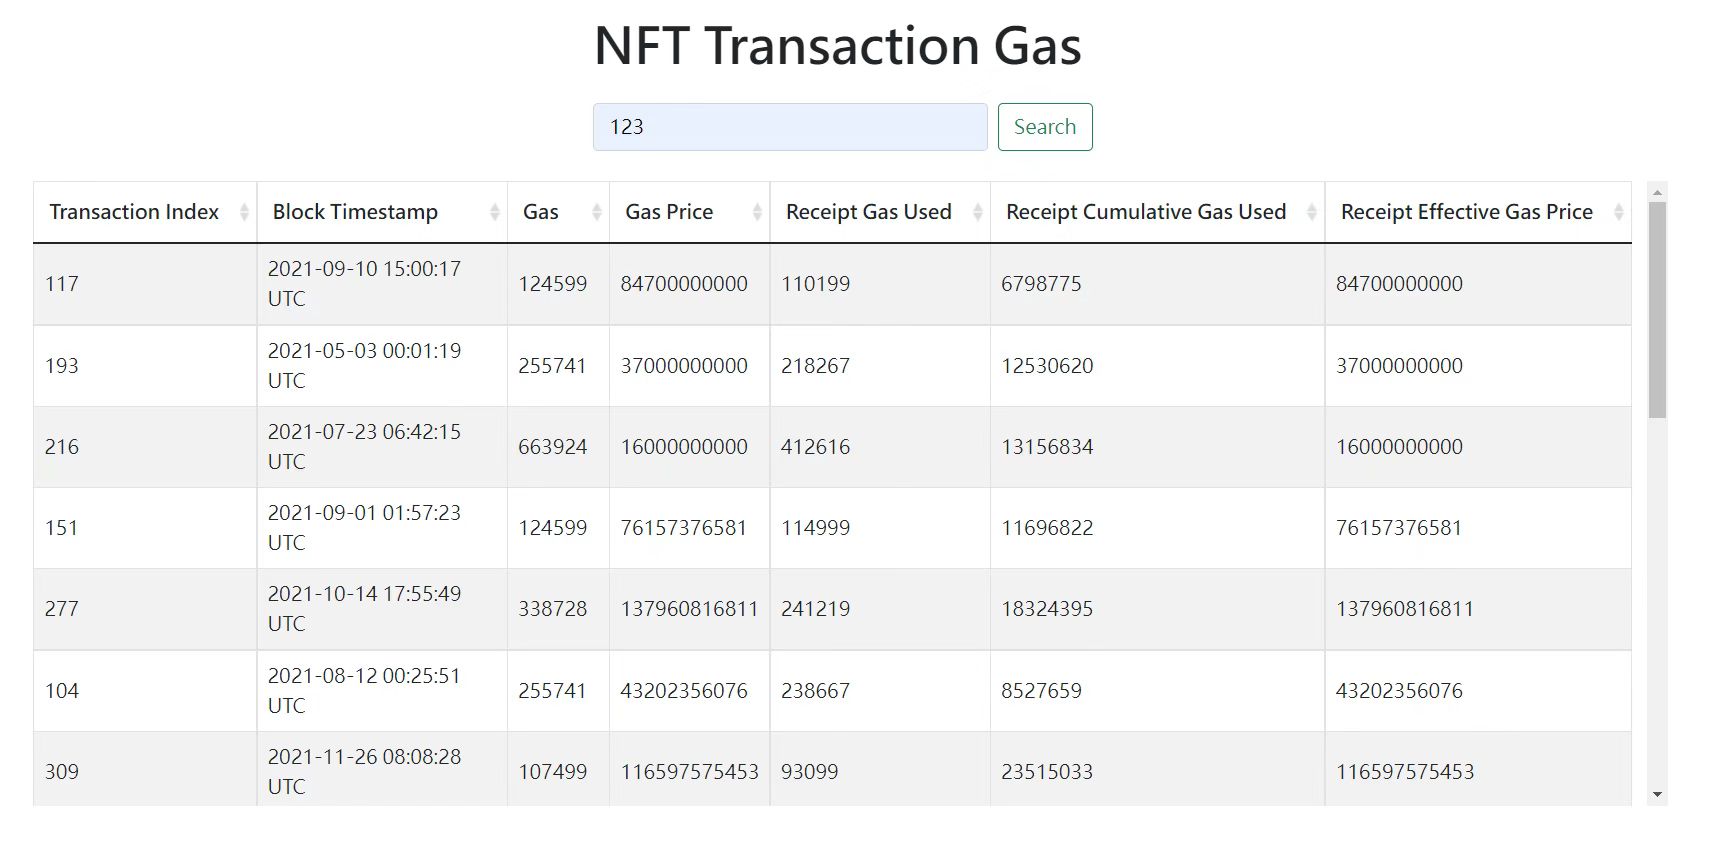 NFT Transaction Gas
123 Search
Transaction Index Block Timestamp Gas Gas Price Receipt Gas Used Receipt Cumulative Gas Used Receipt Effective Gas Price
117 2021-09-10 15:00:17 UTC 124599 84700000000 110199 6798775 84700000000
193 2021-05-03 00:01:19 UTC 255741 37000000000 218267 12530620 37000000000
216 2021-07-23 06:42:15 UTC 663924 16000000000 412616 13156834 16000000000
151 2021-09-01 01:57:23 UTC 124599 76157376581 114999 11696822 76157376581
277 2021-10-14 17:55:49 UTC 338728 137960816811 241219 18324395 137960816811
104 2021-08-12 00:25:51 UTC 255741 43202356076 238667 8527659 43202356076
309 2021-11-26 08:08:28 UTC 107499 116597575453 93099 23515033 116597575453